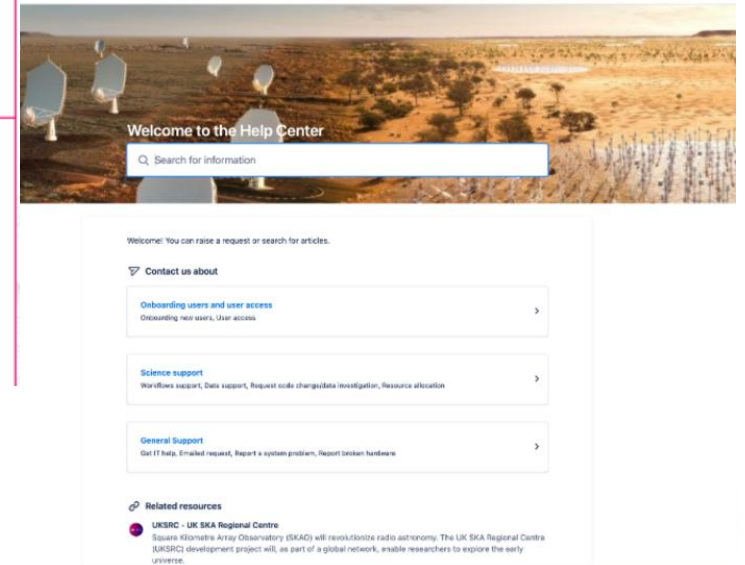 Welcome to the Help Center
Search for information
Welcome! You can raise a request or search for articles.
Contact us about
Onboarding users and user access
Onboarding new users, User access
Science support
Workflows support, Data support, Request code change/data investigation, Resource allocation
General Support
Get IT help, Emailed request, Report a system problem, Report broken hardware
Related resources
UKSRC - UK SKA Regional Centre
Square Kilometre Array Observatory (SKAO) will revolutionize radio astronomy. The UK SKA Regional Centre
(UKSRC) development project will, as part of a global network, enable researchers to explore the early
universe.